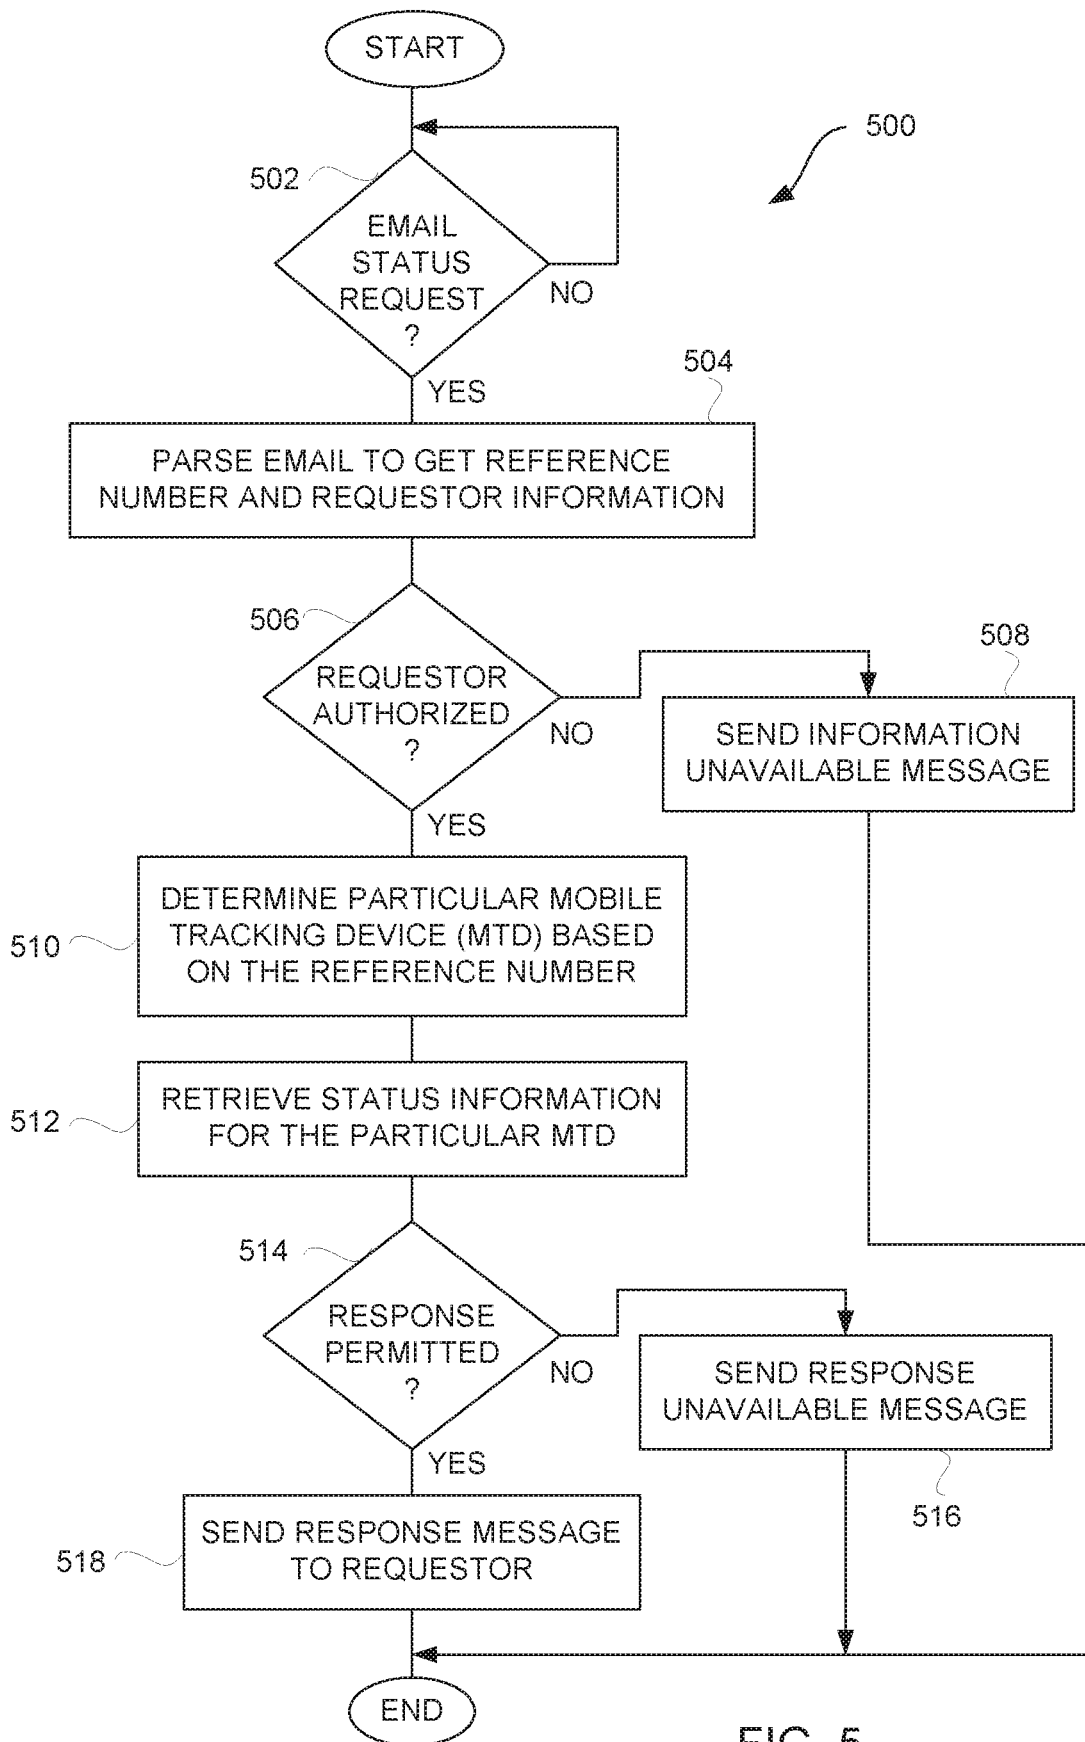 START
500
502
EMAIL
STATUS
REQUEST
?
NO
YES
504
PARSE EMAIL TO GET REFERENCE
NUMBER AND REQUESTOR INFORMATION
506
REQUESTOR
AUTHORIZED
?
NO
YES
508
SEND INFORMATION
UNAVAILABLE MESSAGE
510
DETERMINE PARTICULAR MOBILE
TRACKING DEVICE (MTD) BASED
ON THE REFERENCE NUMBER
512
RETRIEVE STATUS INFORMATION
FOR THE PARTICULAR MTD
514
RESPONSE
PERMITTED
?
NO
YES
SEND RESPONSE
UNAVAILABLE MESSAGE
516
518
SEND RESPONSE MESSAGE
TO REQUESTOR
END
FIG. 5